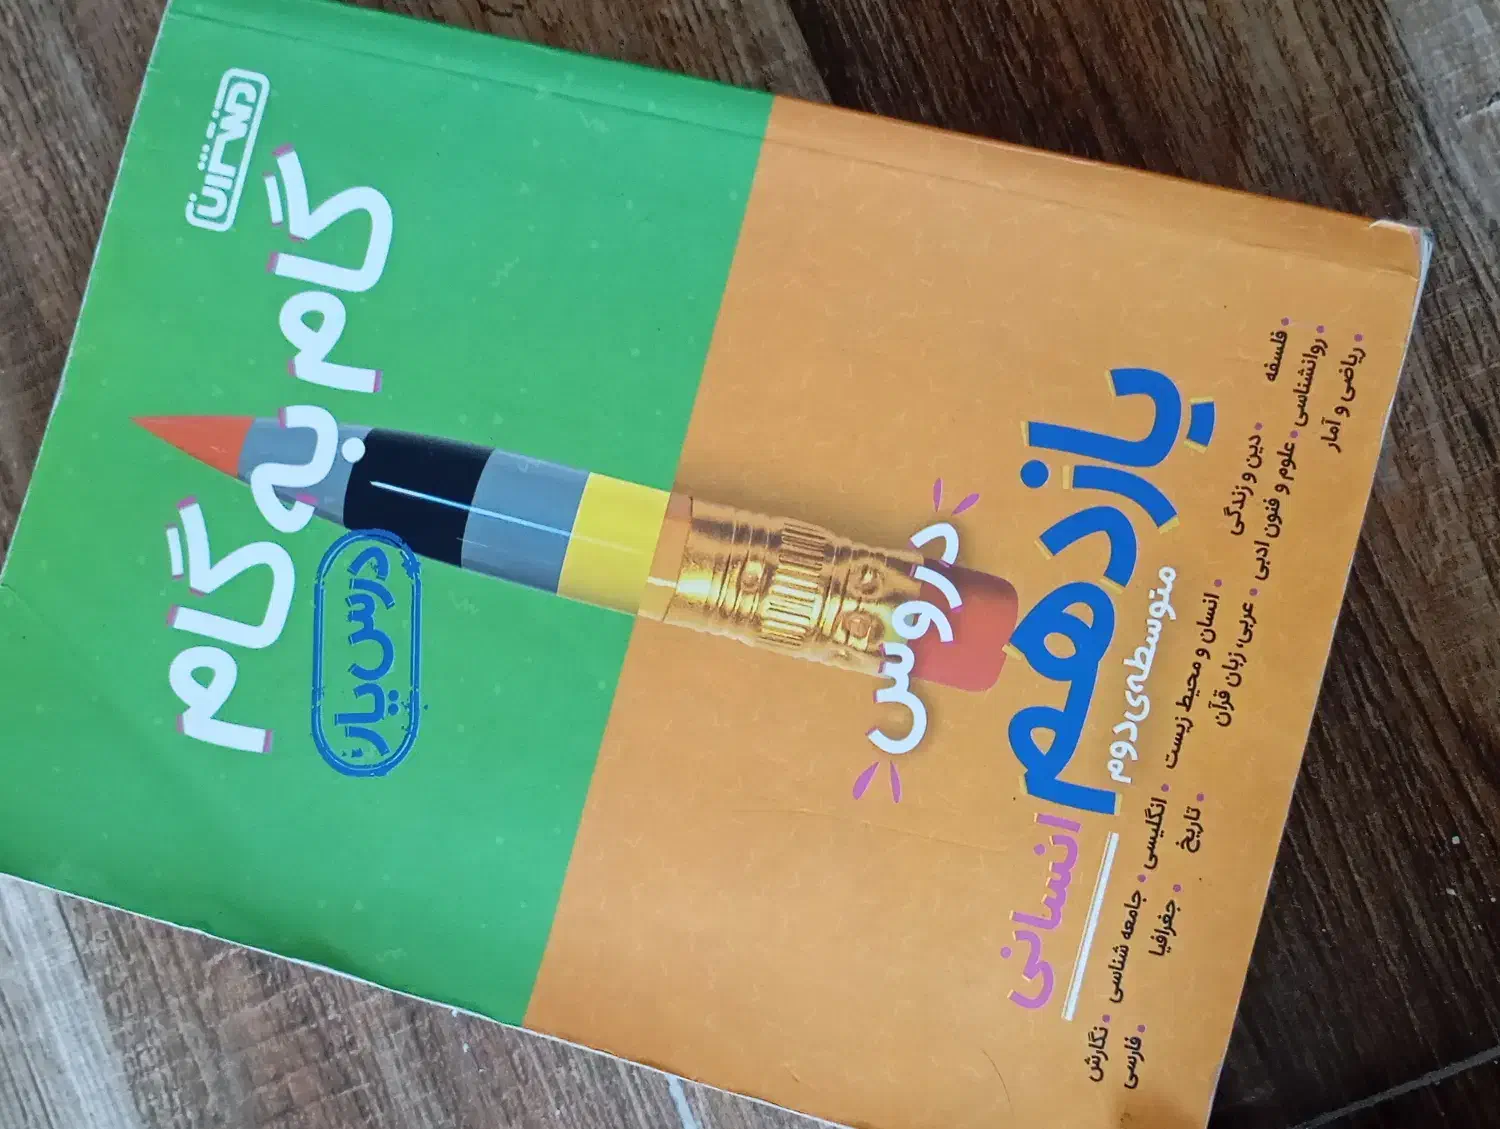 منتشران
گام به گام
درس یار
دروس
یازدهم
انسانی
متوسطه‌ی دوم
• فلسفه • دین و زندگی • انسان و محیط زیست • انگلیسی • جامعه شناسی • نگارش
• روانشناسی • علوم و فنون ادبی • عربی، زبان قرآن • تاریخ • جغرافیا • فارسی
• ریاضی و آمار